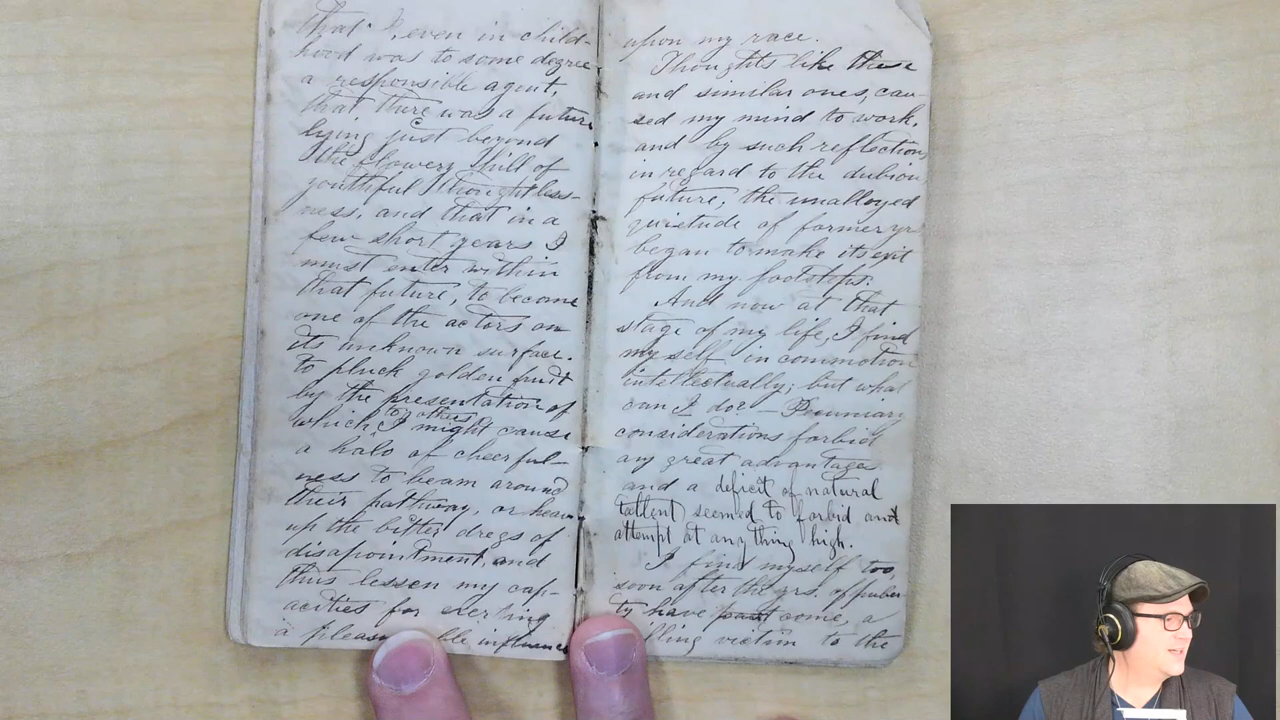 that I, even in child-
hood was to some degree
a responsible agent,
that, there was a future
lying just beyond
the flowery hill of
youthful thoughtless-
ness, and that in a
few short years I
must enter within
that future, to become
one of the actors on
its unknown surface.
to pluck golden fruit
by the presentation of
to others
which, I might cause
a halo of cheerful-
ness to beam around
their pathway, or heave
up the bitter dregs of
disapointment, and
thus lessen my cap-
acities for exerting
a pleas ble influence
upon my race.
Thoughts like these
and similar ones, cau-
sed my mind to work,
and by such reflections
in regard to the dubious
future, the unalloyed
quietude of former yr
began to make its exit
from my footsteps.
And now at that
stage of my life, I find
myself in commotion
intellectually; but what
can I do? — Pecuniary
considerations forbid
any great advantages
and a deficit of natural
tallent) seemed to forbid and
attempt at any thing high.
I find myself too,
soon after the yrs. of puber
ty have past come, a
lling victim to the